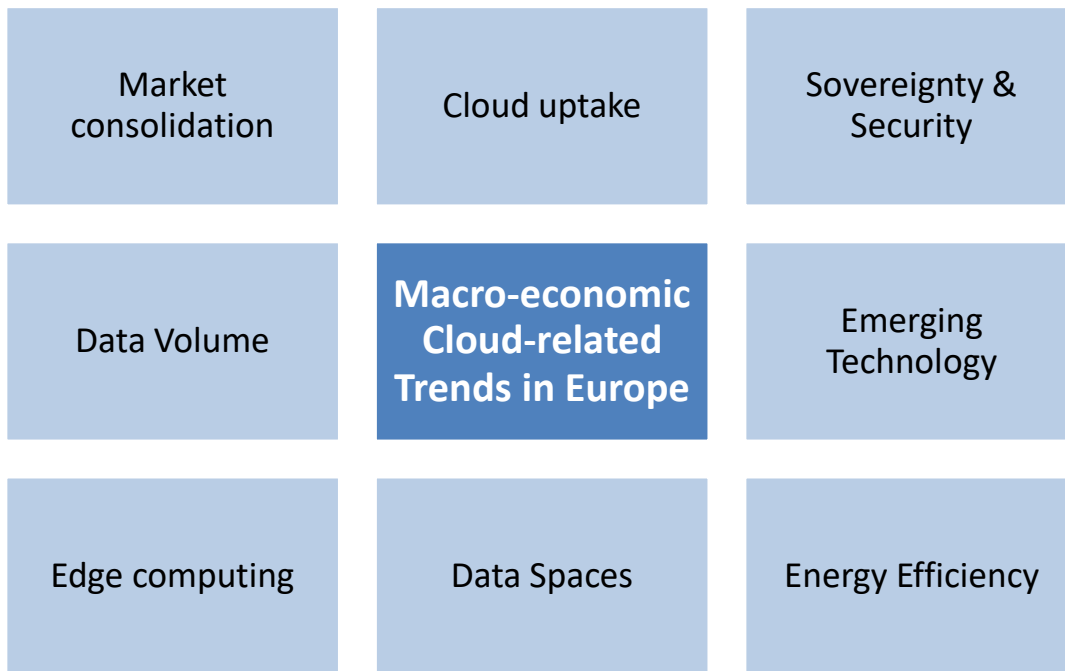 Market
consolidation
Cloud uptake
Sovereignty &
Security
Data Volume
Macro-economic
Cloud-related
Trends in Europe
Emerging
Technology
Edge computing
Data Spaces
Energy Efficiency